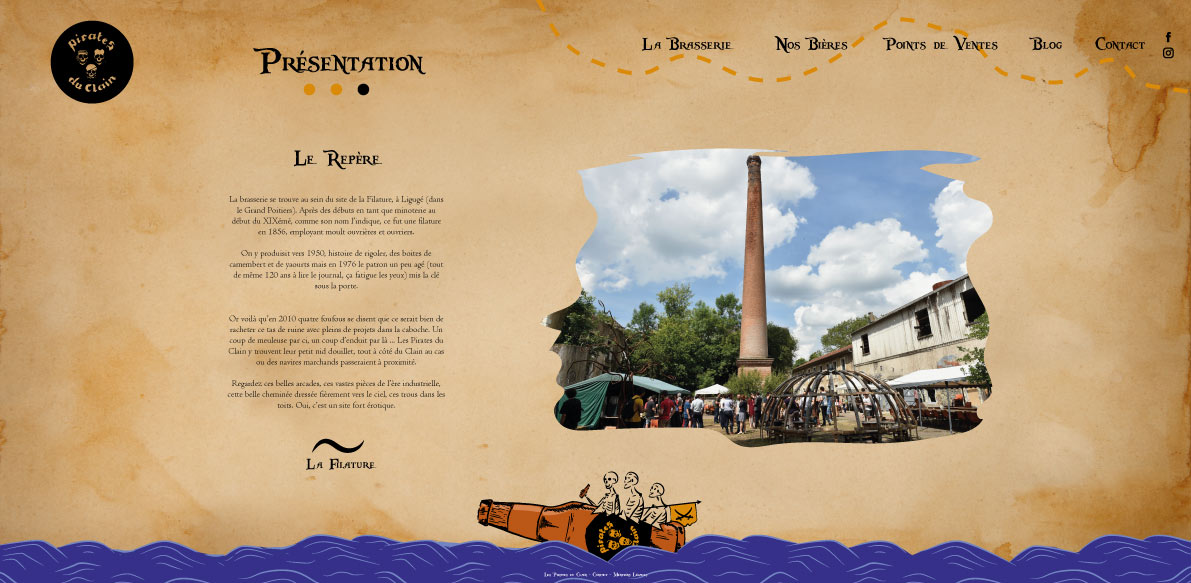 pirates
du Clain
Présentation
La Brasserie
Nos Bières
Points de Ventes
Blog
Contact
Le Repère
La brasserie se trouve au sein du site de la Filature, à Ligugé (dans
le Grand Poitiers). Après des débuts en tant que minoterie au
début du XIXémé, comme son nom l'indique, ce fut une filature
en 1856, employant moult ouvrières et ouvriers.
On y produisit vers 1950, histoire de rigoler, des boites de
camembert et de yaourts mais en 1976 le patron un peu agé (tout
de même 120 ans à lire le journal, ça fatigue les yeux) mis la clé
sous la porte.
Or voilà qu'en 2010 quatre foufous se disent que ce serait bien de
racheter ce tas de ruine avec pleins de projets dans la caboche. Un
coup de meuleuse par ci, un coup d'enduit par là ... Les Pirates du
Clain y trouvent leur petit nid douillet, tout à côté du Clain au cas
ou des navires marchands passeraient à proximité.
Regardez ces belles arcades, ces vastes pièces de l'ère industrielle,
cette belle cheminée dressée fièrement vers le ciel, ces trous dans les
toits. Oui, c'est un site fort érotique.
La Filature
pirates
Les Pirates du Clain - Contact - Mentions Légales